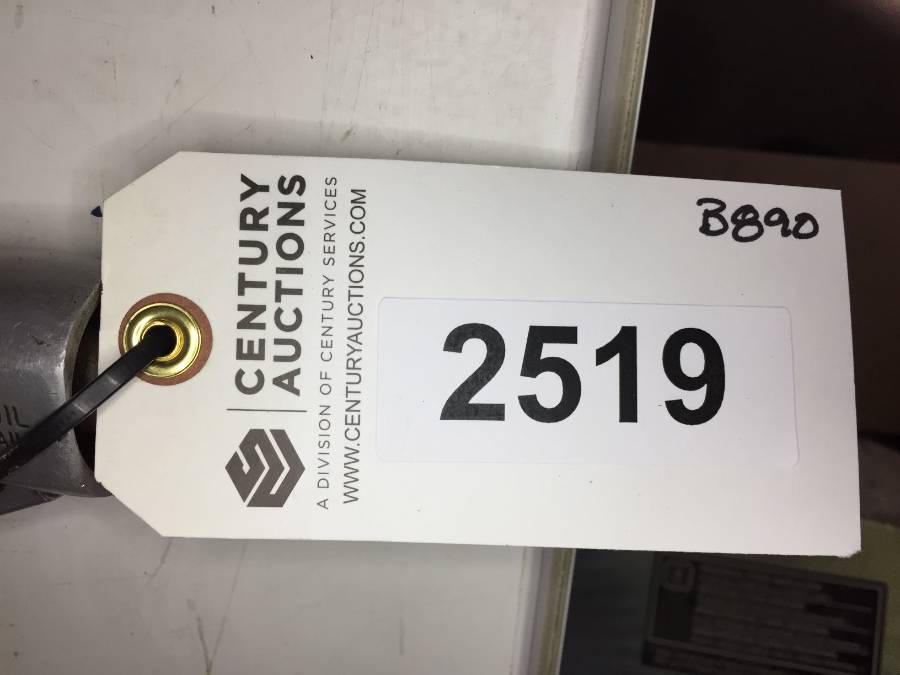 CENTURY
AUCTIONS
A DIVISION OF CENTURY SERVICES
WWW.CENTURYAUCTIONS.COM
B890
2519